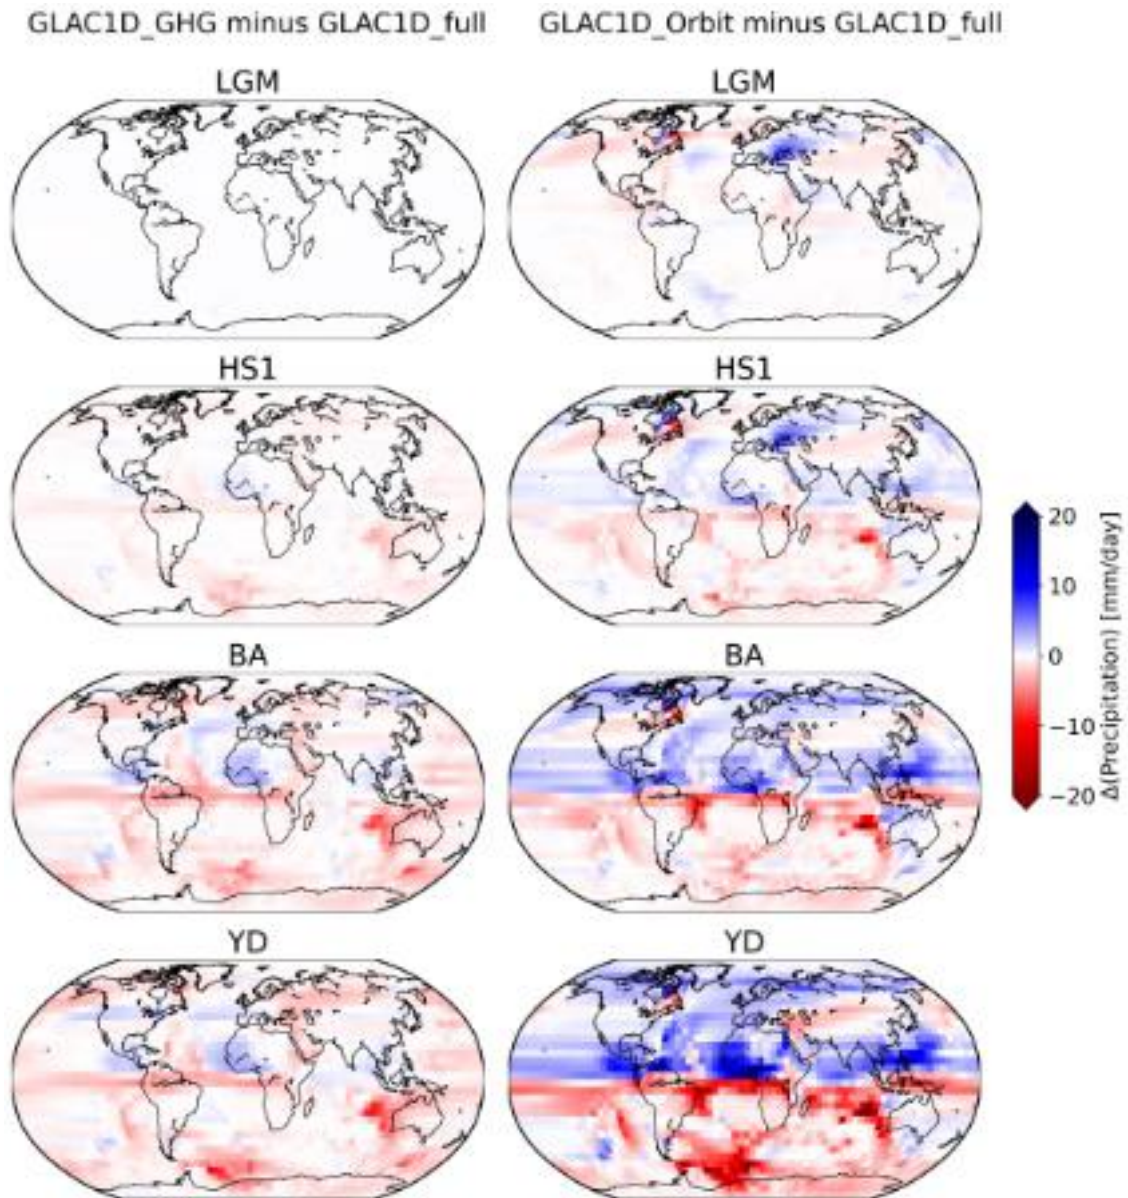 GLAC1D_GHG minus GLAC1D_full
GLAC1D_Orbit minus GLAC1D_full
LGM
LGM
HS1
HS1
BA
BA
YD
YD
20
10
0
−10
−20
Δ(Precipitation) [mm/day]